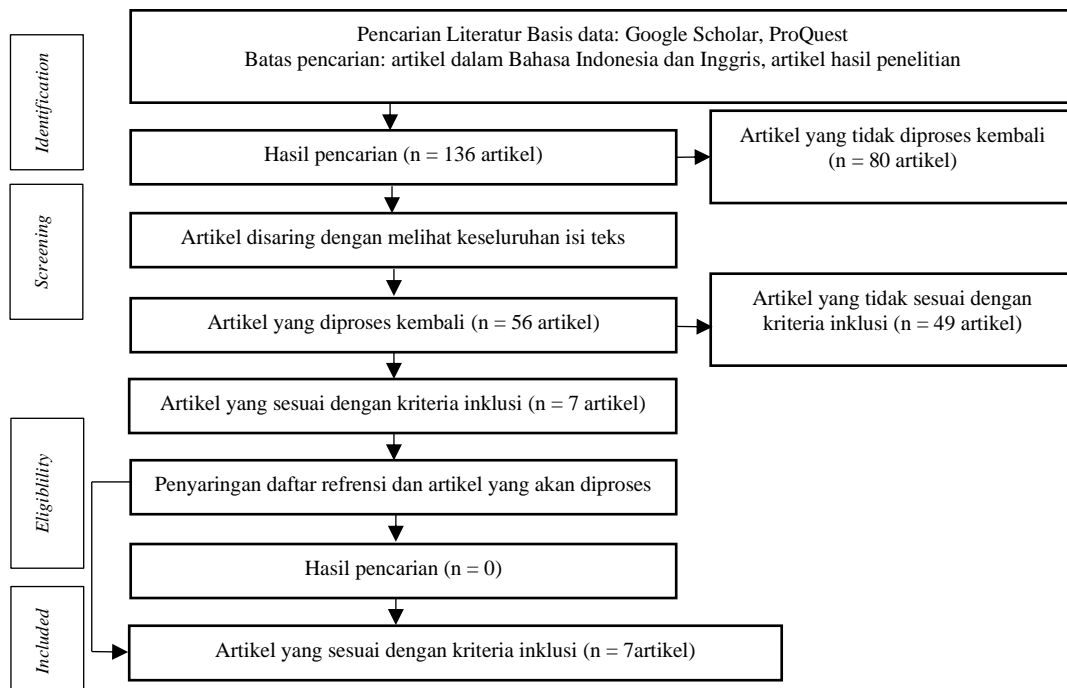 Identification
Pencarian Literatur Basis data: Google Scholar, ProQuest
Batas pencarian: artikel dalam Bahasa Indonesia dan Inggris, artikel hasil penelitian
Hasil pencarian (n = 136 artikel)
Artikel yang tidak diproses kembali
(n = 80 artikel)
Screening
Artikel disaring dengan melihat keseluruhan isi teks
Artikel yang diproses kembali (n = 56 artikel)
Artikel yang tidak sesuai dengan
kriteria inklusi (n = 49 artikel)
Artikel yang sesuai dengan kriteria inklusi (n = 7 artikel)
Eligiblility
Penyaringan daftar refrensi dan artikel yang akan diproses
Hasil pencarian (n = 0)
Included
Artikel yang sesuai dengan kriteria inklusi (n = 7artikel)